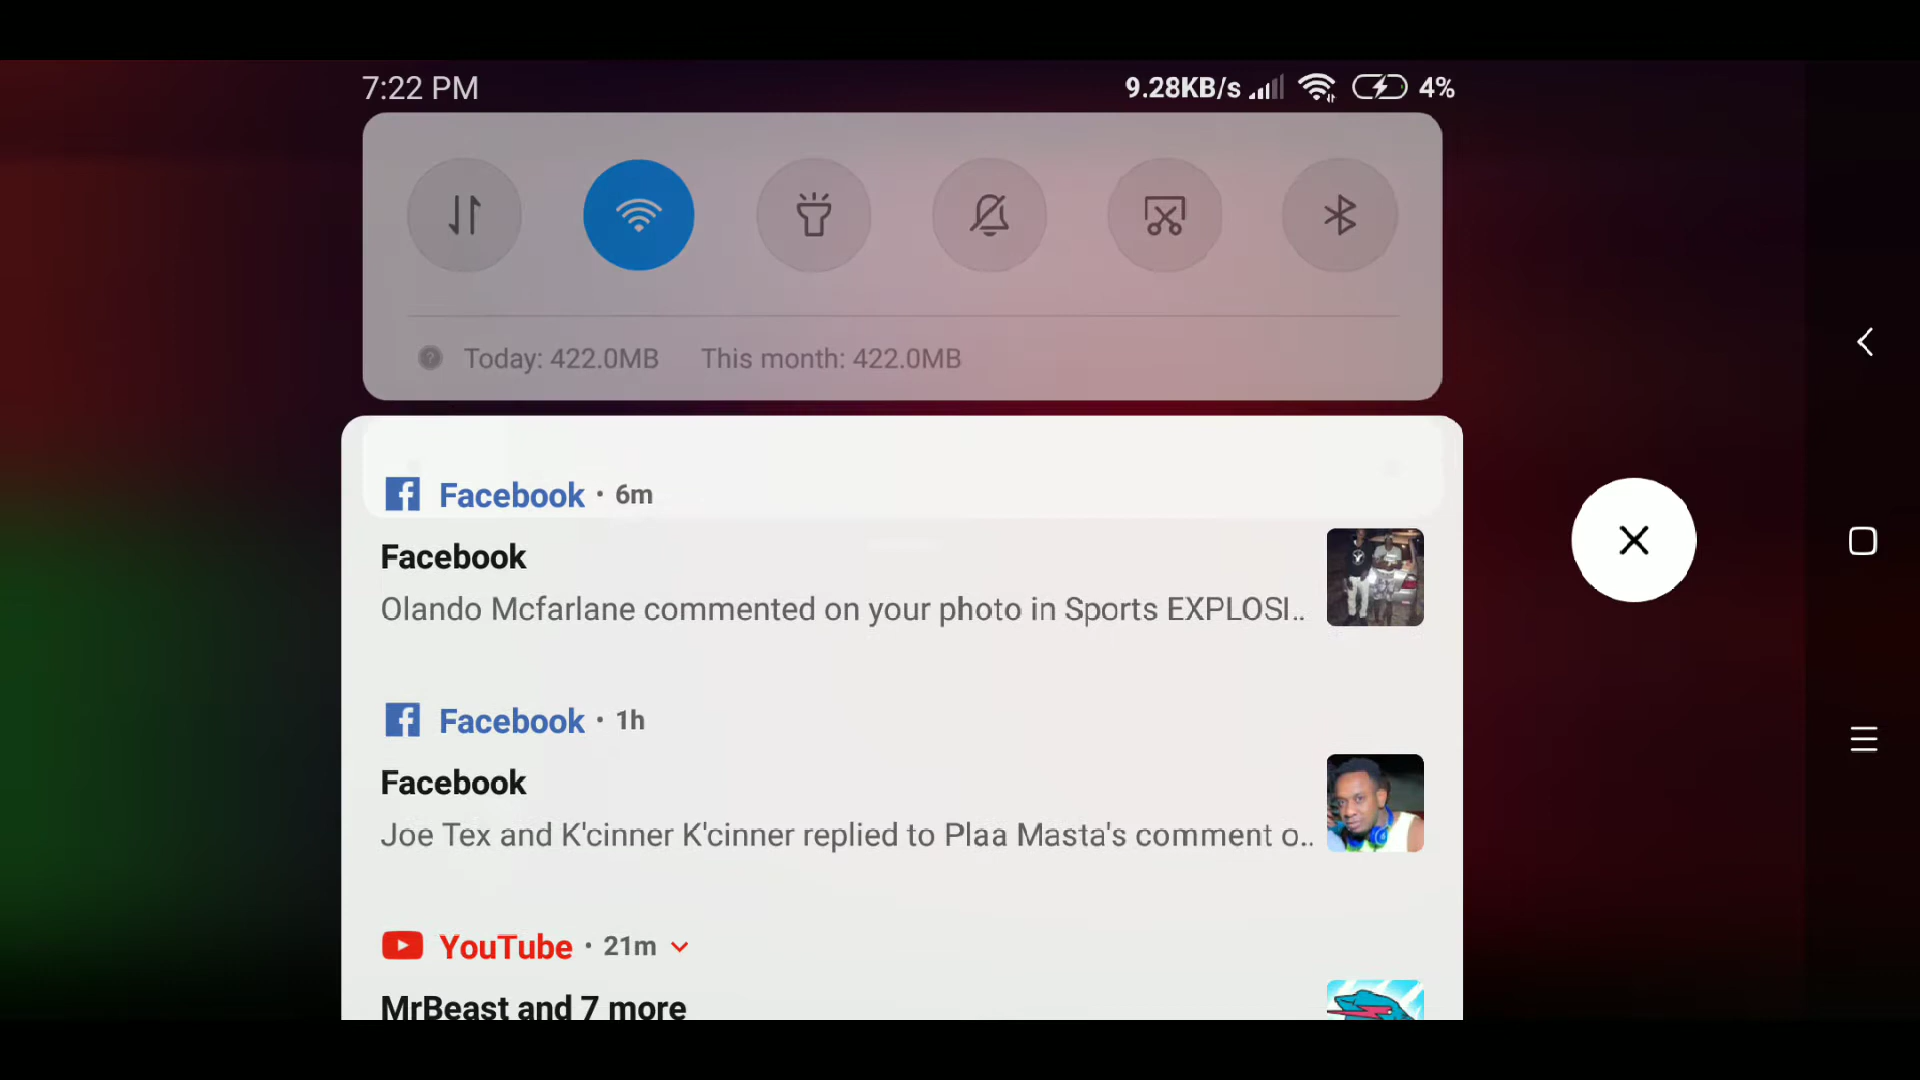 7:22 PM
9.28KB/s 4%
Today: 422.0MB This month: 422.0MB
Facebook · 6m
Facebook
Olando Mcfarlane commented on your photo in Sports EXPLOSI..
Facebook · 1h
Facebook
Joe Tex and K'cinner K'cinner replied to Plaa Masta's comment o..
YouTube · 21m
MrBeast and 7 more